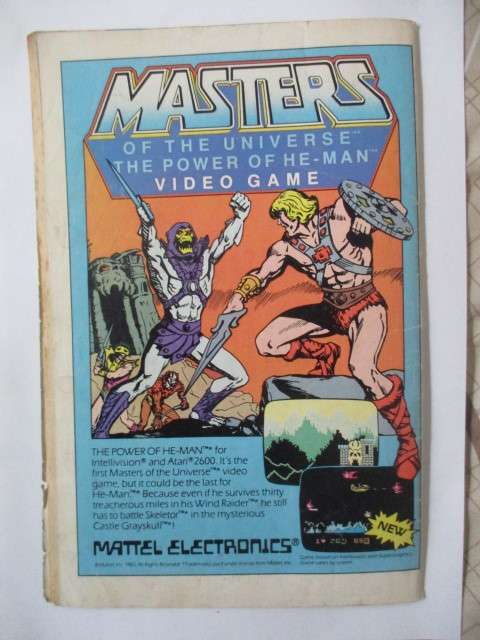 MASTERS
OF THE UNIVERSE™
THE POWER OF HE-MAN™
VIDEO GAME
THE POWER OF HE-MAN™* for
Intellivision® and Atari® 2600. It's the
first Masters of the Universe™ video
game, but it could be the last for
He-Man.™* Because even if he survives thirty
treacherous miles in his Wind Raider™* he still
has to battle Skeletor™* in the mysterious
Castle Grayskull™*!
NEW
MATTEL ELECTRONICS®